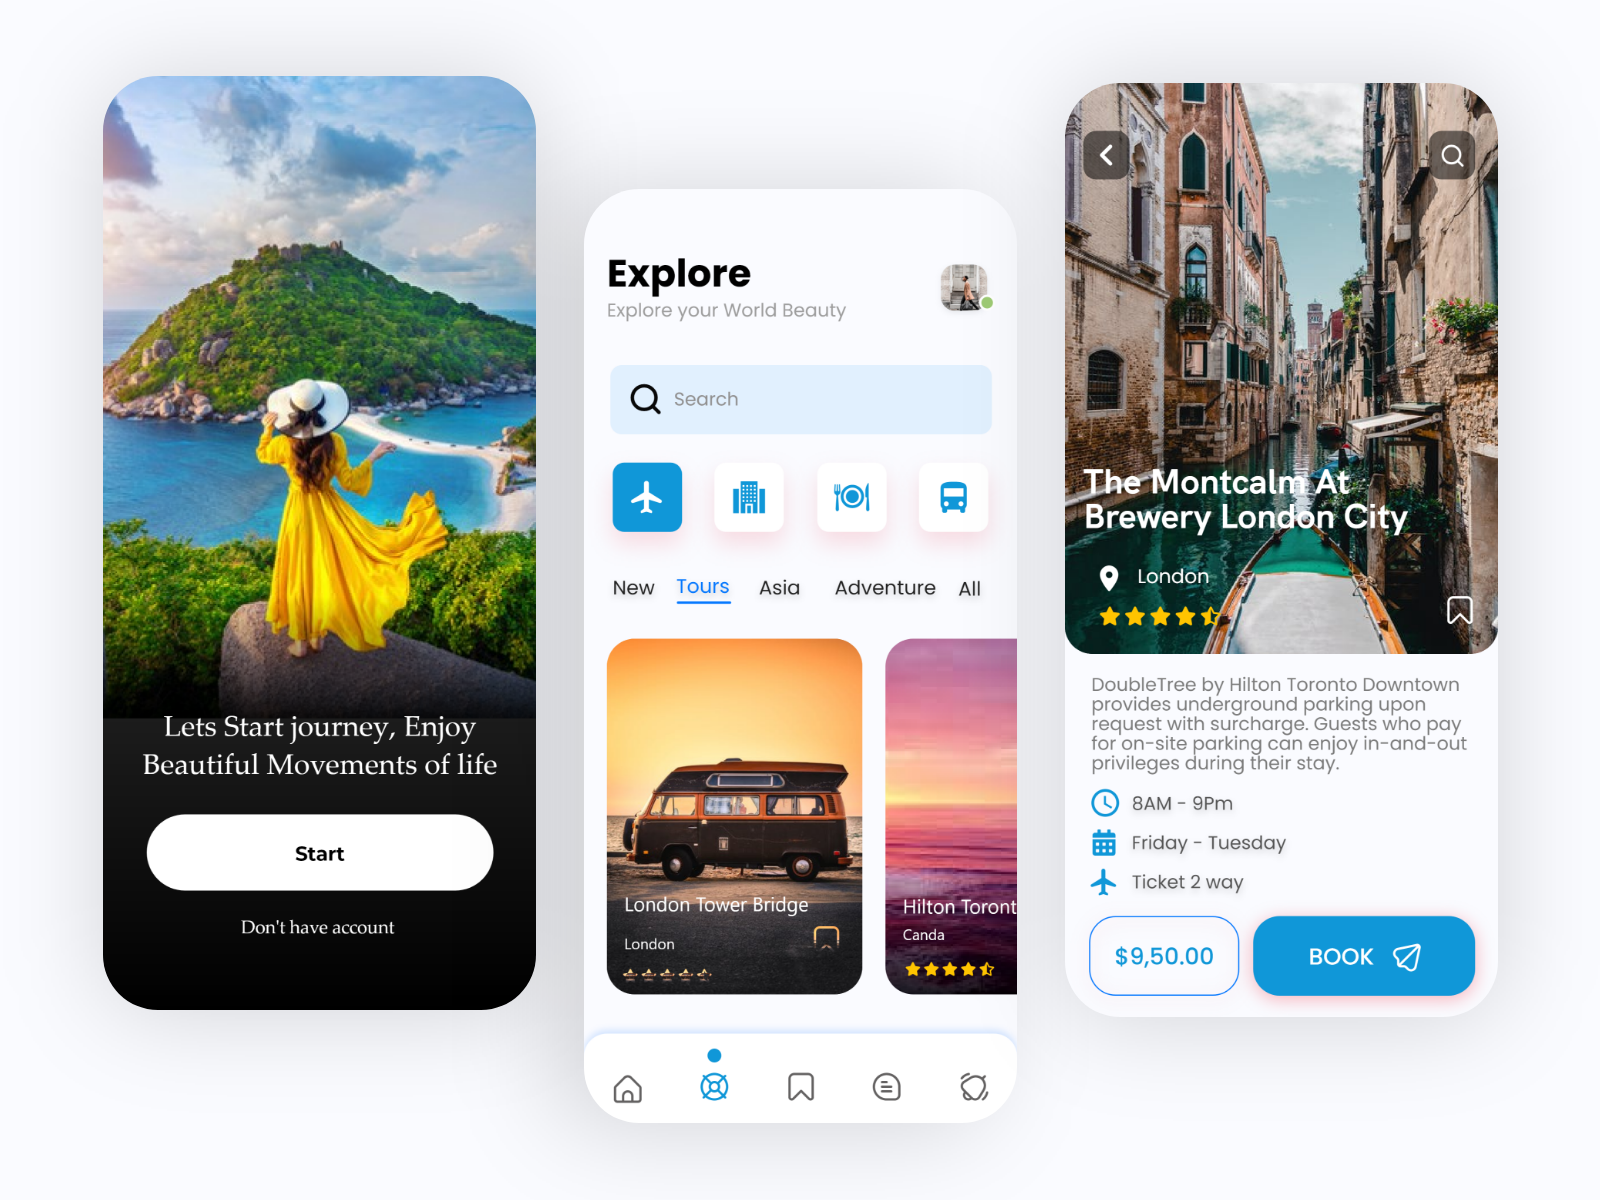 Lets Start journey, Enjoy
Beautiful Movements of life
Start
Don't have account
Explore
Explore your World Beauty
Search
New Tours Asia Adventure All
London Tower Bridge
London
Hilton Toront
Canda
The Montcalm At
Brewery London City
London
DoubleTree by Hilton Toronto Downtown
provides underground parking upon
request with surcharge. Guests who pay
for on-site parking can enjoy in-and-out
privileges during their stay.
8AM - 9Pm
Friday - Tuesday
Ticket 2 way
$9,50.00
BOOK